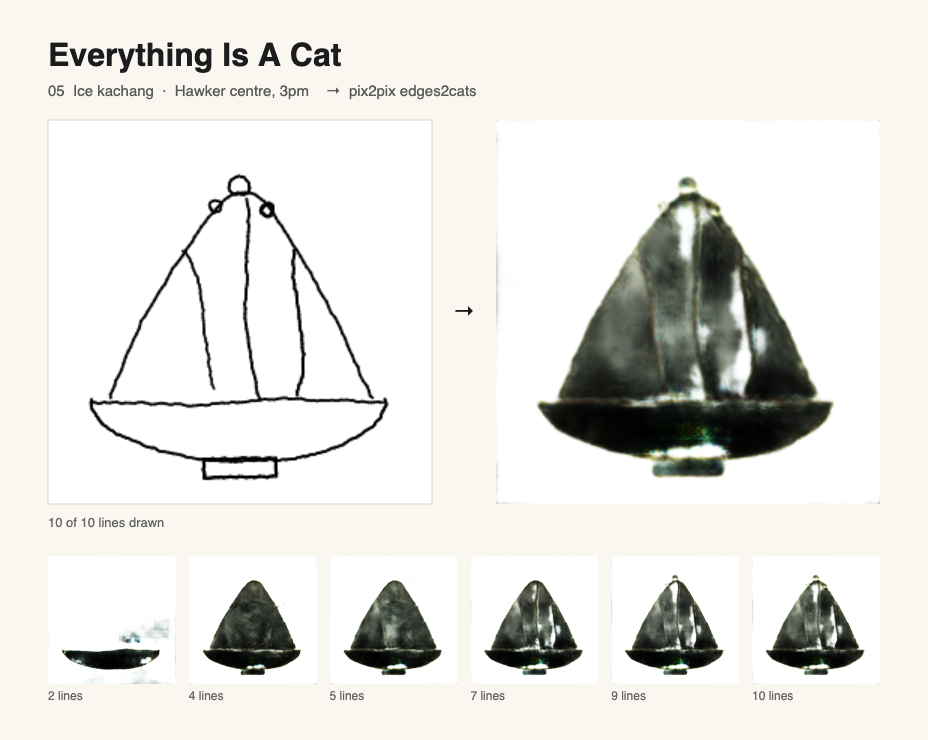 Everything Is A Cat
05 Ice kachang · Hawker centre, 3pm → pix2pix edges2cats
→
10 of 10 lines drawn
2 lines
4 lines
5 lines
7 lines
9 lines
10 lines